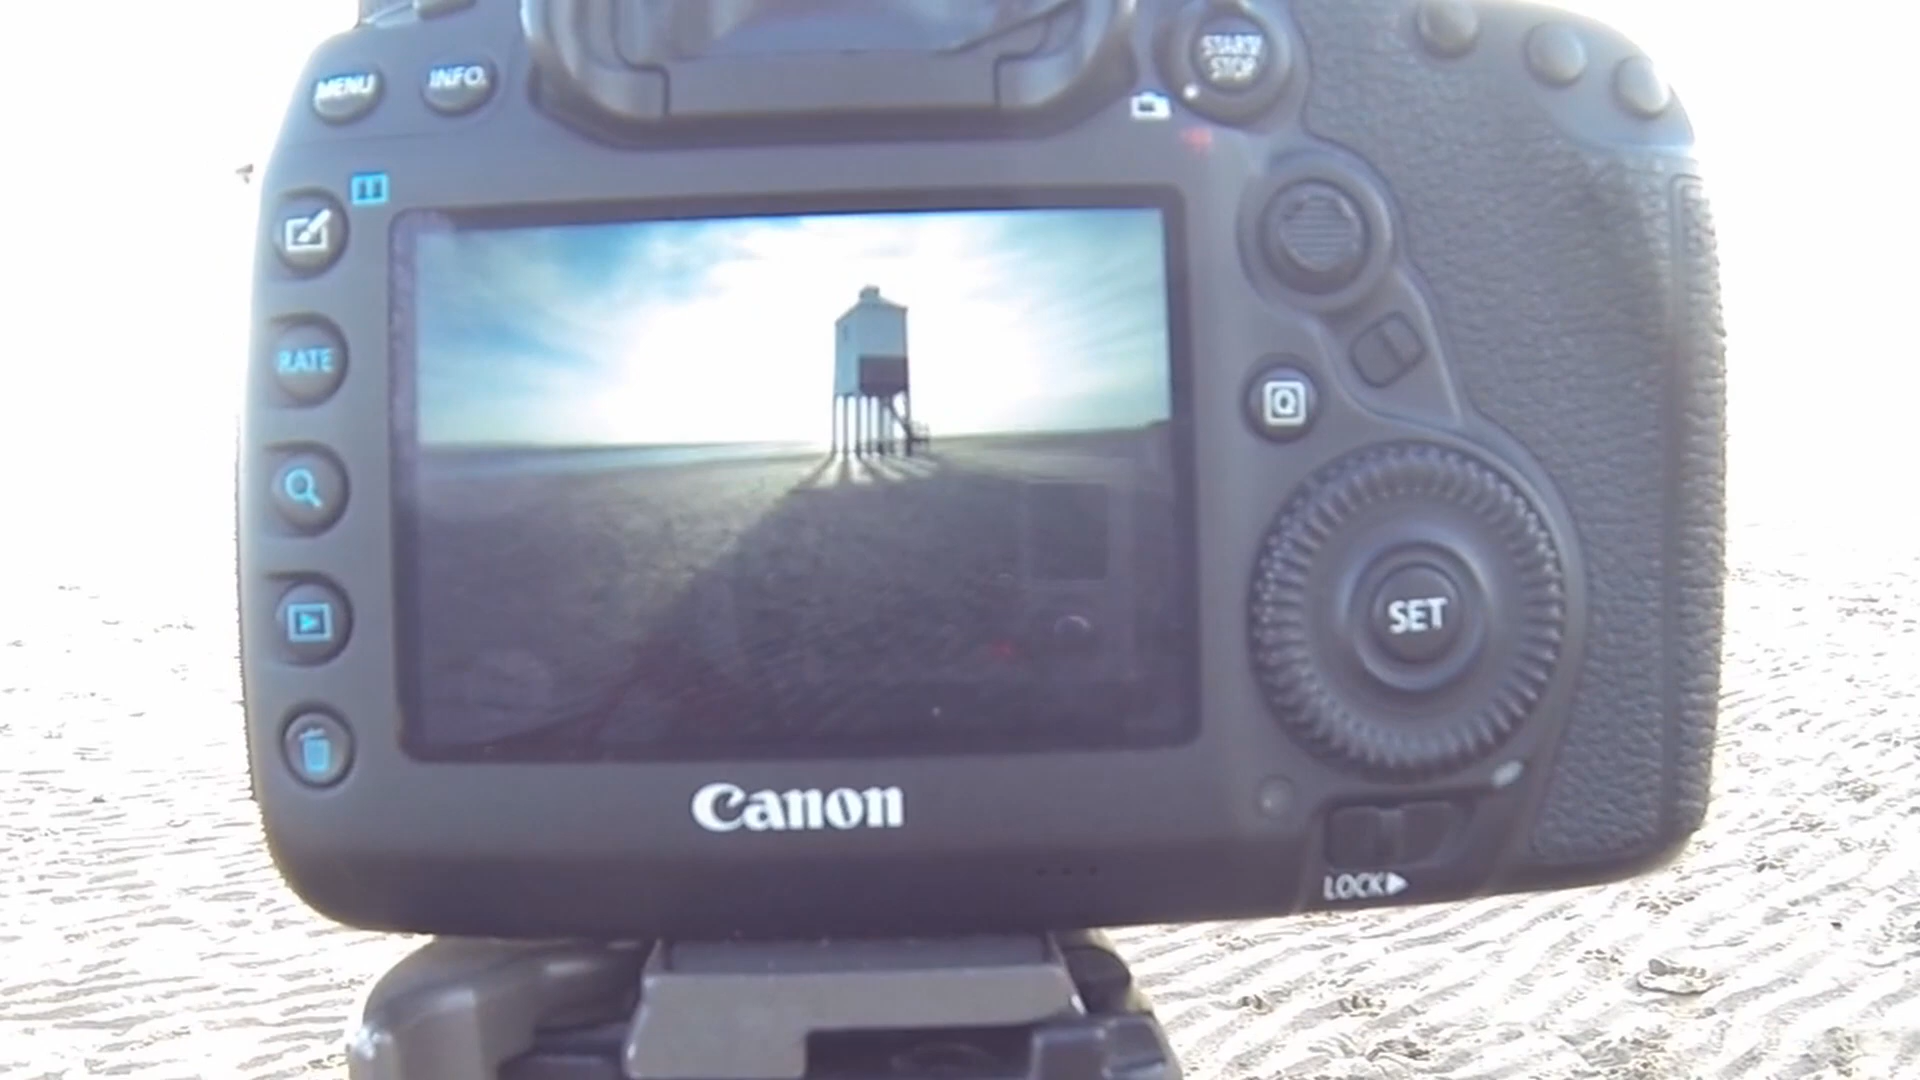 MENU
INFO.
START/
STOP
RATE
Q
SET
Canon
LOCK